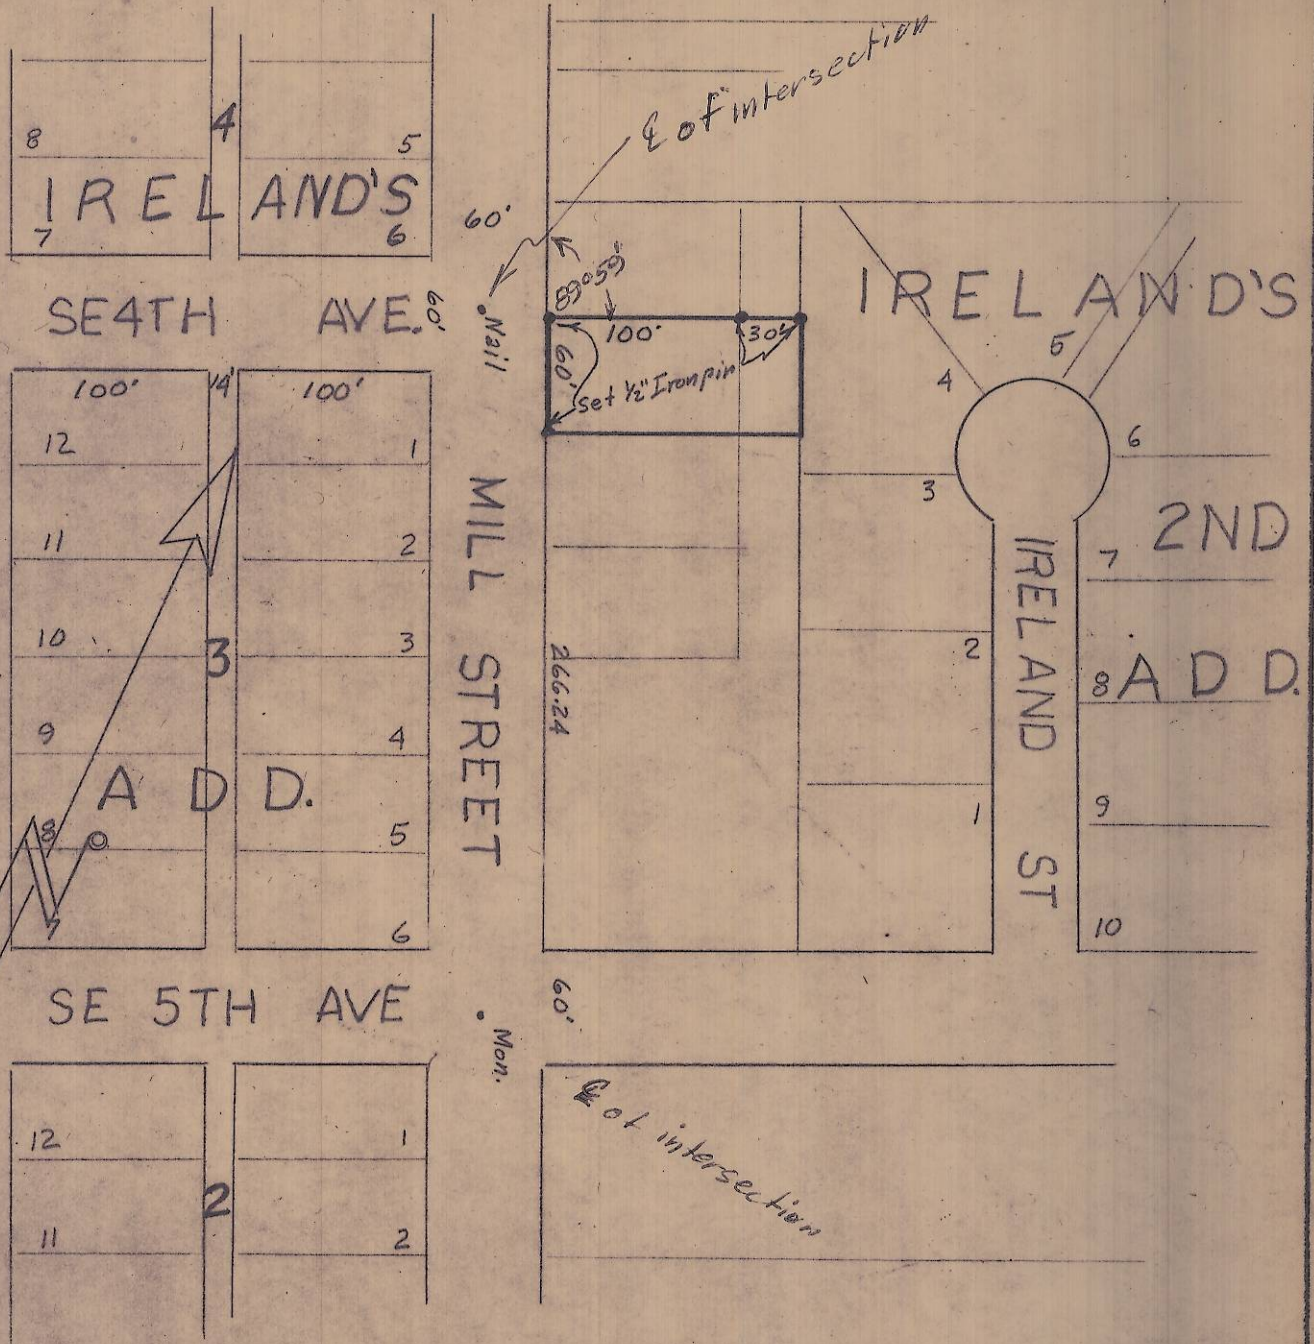 ℄ of intersection
8
4
5
IRELAND'S
7
6
60'
89°59'
IRELAND'S
SE4TH AVE.
60'
Nail
100'
30'
60'
set ½" Iron pin
5
4
100'
14'
100'
12
1
6
3
MILL STREET
11
2
2ND
7
IRELAND ST
10
3
3
2
266.24
8
ADD.
9
4
ADD.
9
1
8
5
N
7
6
10
SE 5TH AVE
60'
Mon.
℄ of intersection
12
1
2
11
2